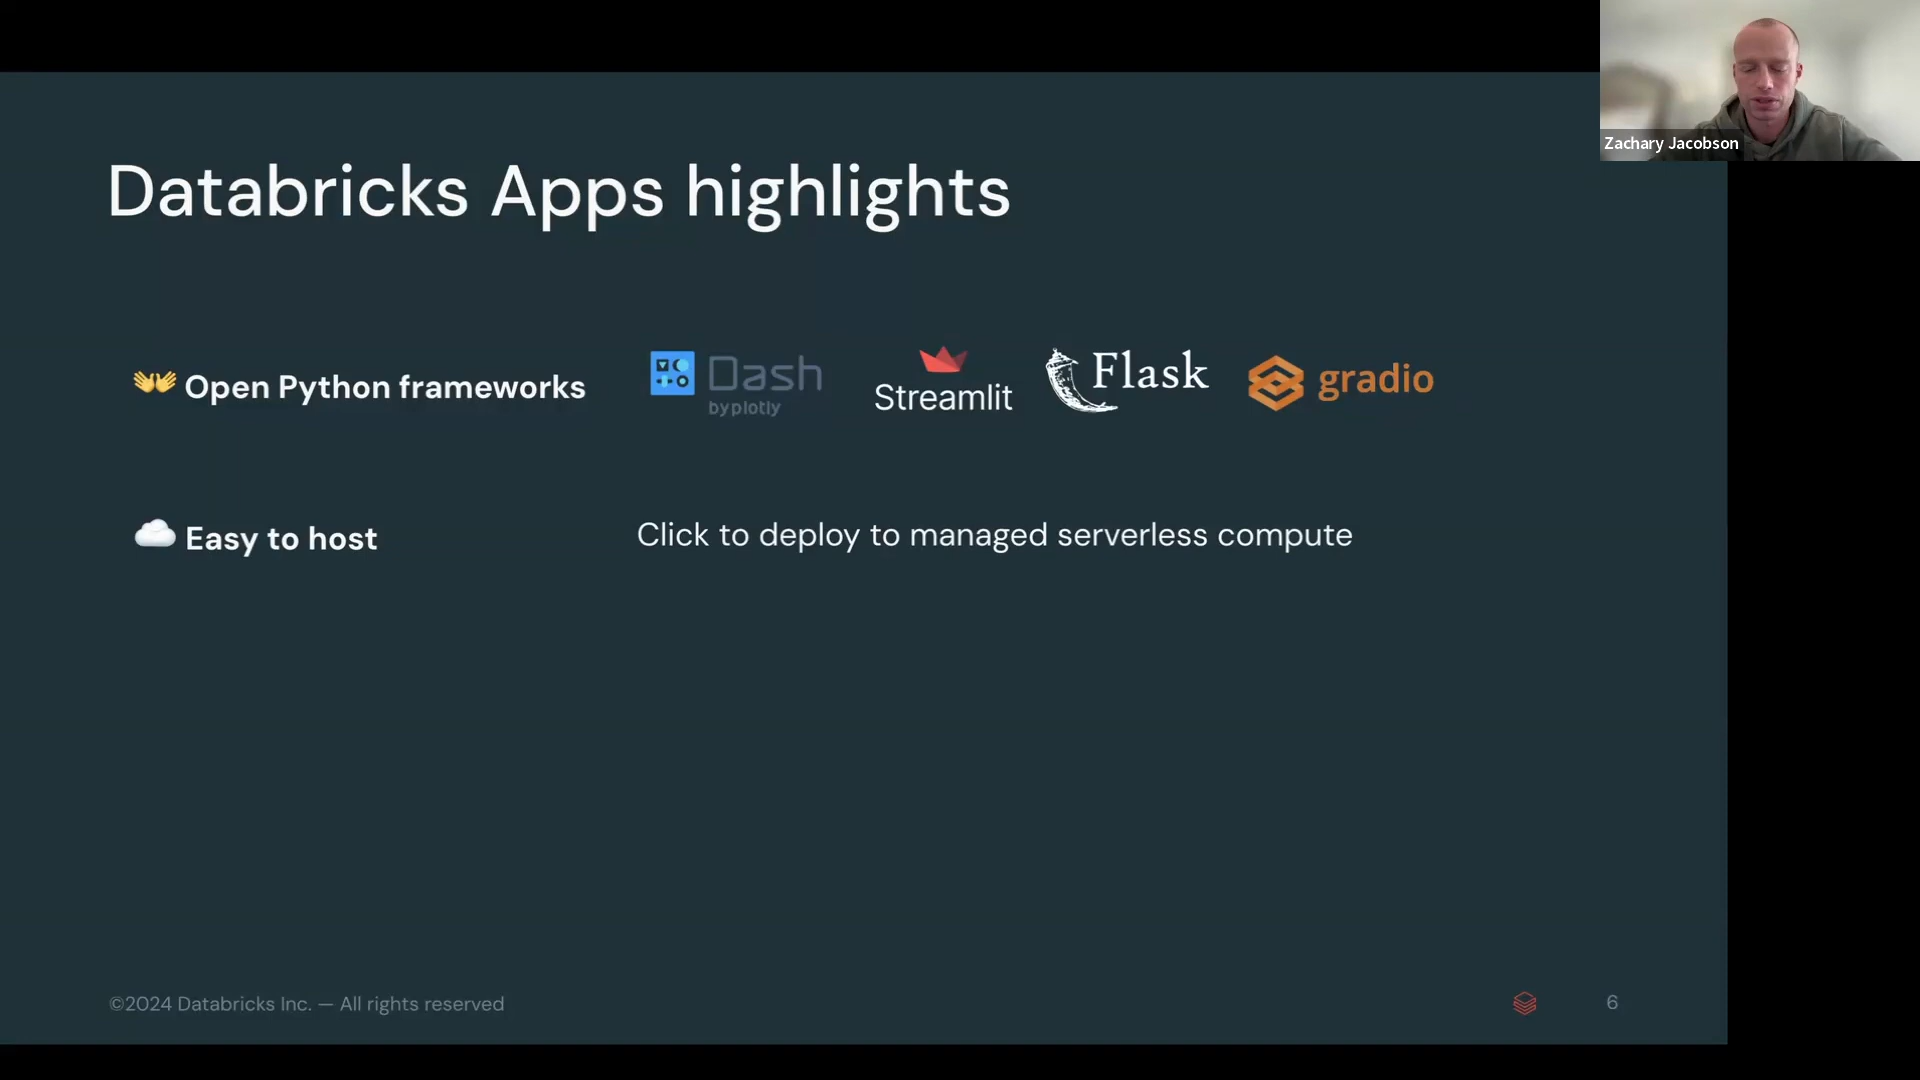 Zachary Jacobson
Databricks Apps highlights
👐 Open Python frameworks
Dash
by plotly
Streamlit
Flask
gradio
☁️ Easy to host
Click to deploy to managed serverless compute
©2024 Databricks Inc. — All rights reserved
6